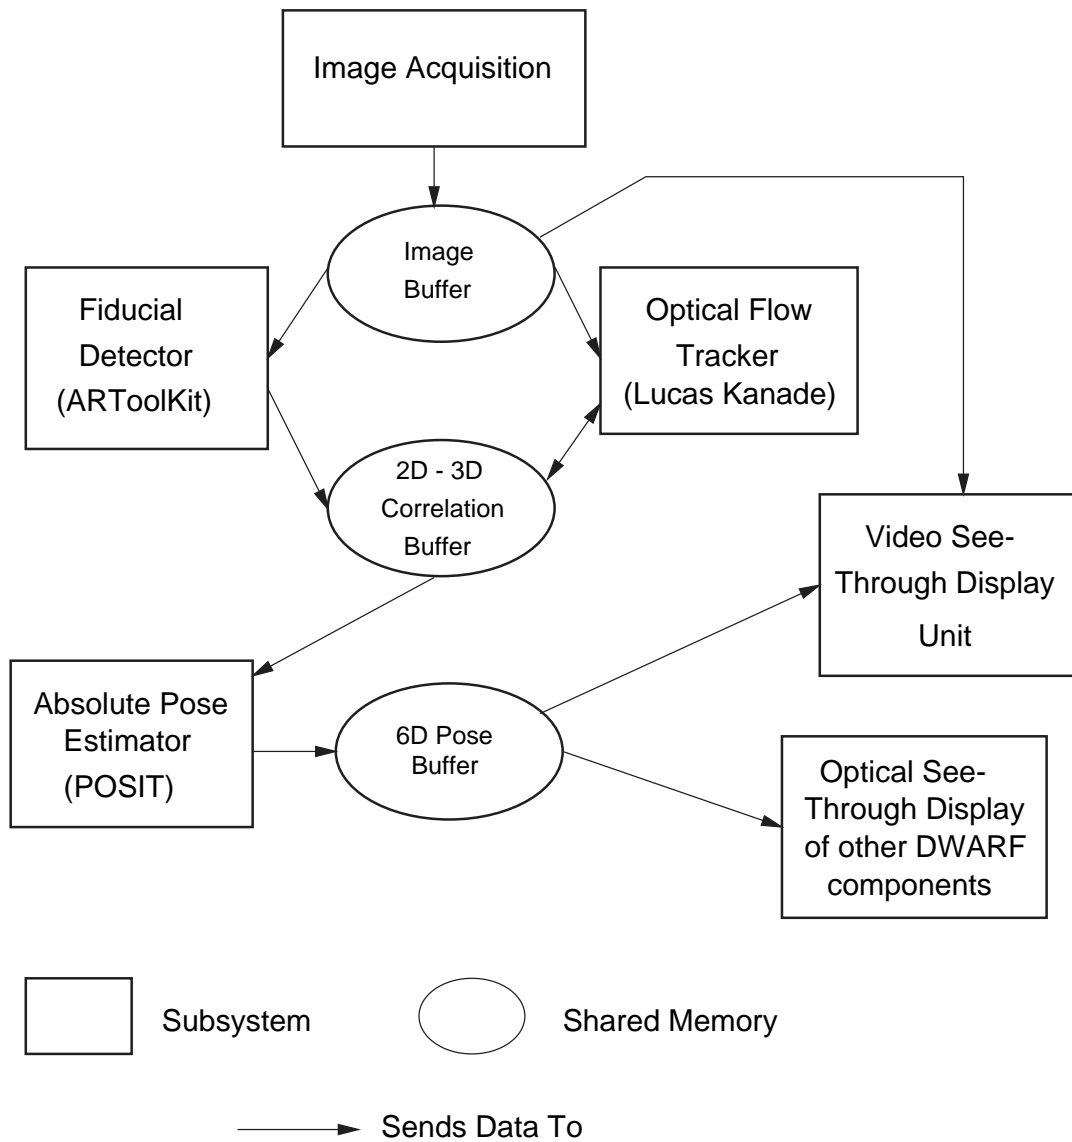 Image Acquisition
Image
Buffer
Fiducial
Detector
(ARToolKit)
Optical Flow
Tracker
(Lucas Kanade)
2D - 3D
Correlation
Buffer
Video See-
Through Display
Unit
Absolute Pose
Estimator
(POSIT)
6D Pose
Buffer
Optical See-
Through Display
of other DWARF
components
Subsystem
Shared Memory
Sends Data To